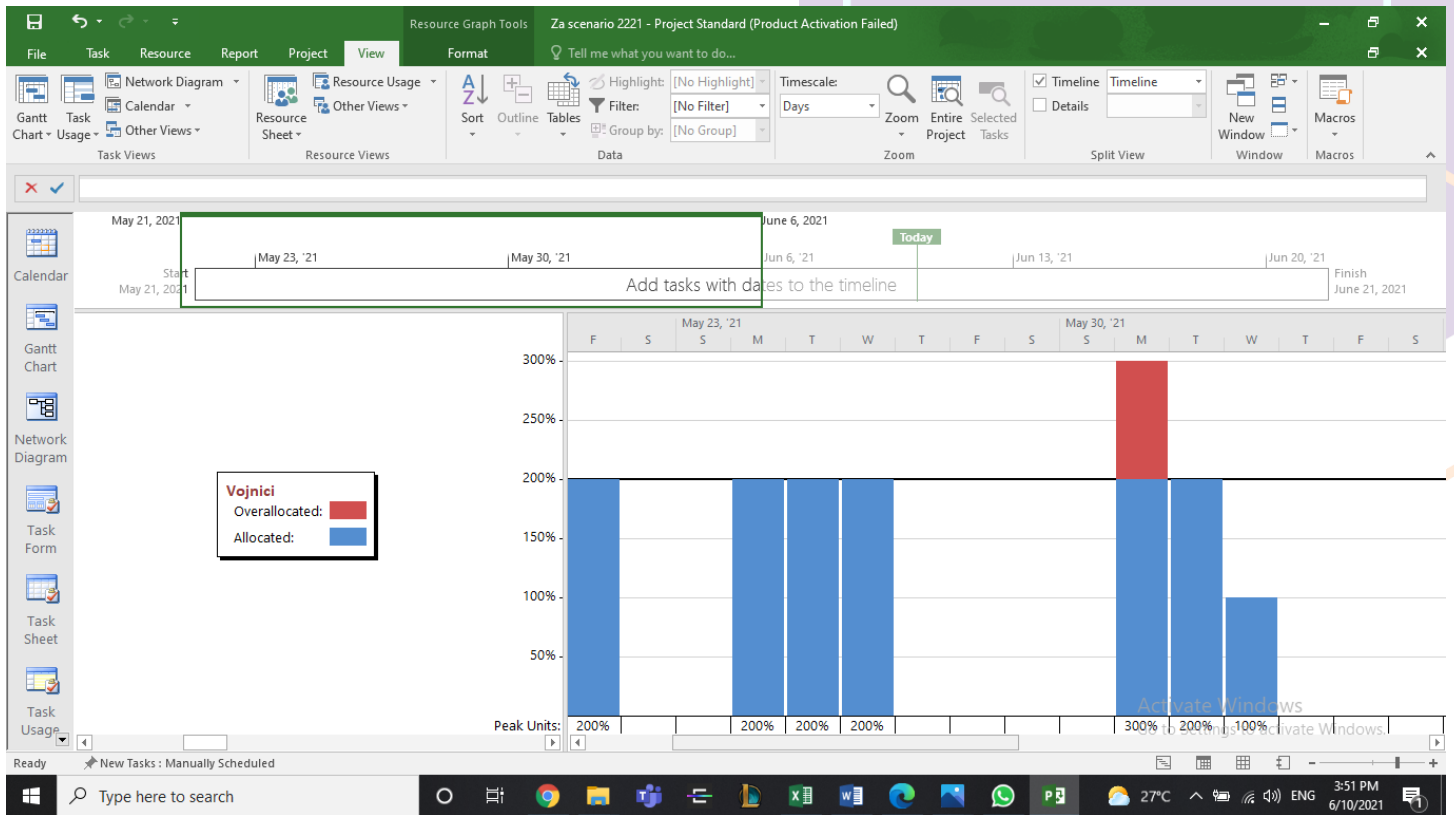 Resource Graph Tools
Za scenario 2221 - Project Standard (Product Activation Failed)
File Task Resource Report Project View Format Tell me what you want to do...
Gantt Chart
Task Usage
Network Diagram
Calendar
Other Views
Task Views
Resource Sheet
Resource Usage
Other Views
Resource Views
Sort
Outline
Tables
Highlight: [No Highlight]
Filter: [No Filter]
Group by: [No Group]
Data
Timescale:
Days
Zoom
Entire Project
Selected Tasks
Zoom
Timeline Timeline
Details
Split View
New Window
Window
Macros
Macros
May 21, 2021 June 6, 2021
Today
May 23, '21 May 30, '21 Jun 6, '21 Jun 13, '21 Jun 20, '21
Start
May 21, 2021
Add tasks with dates to the timeline
Finish
June 21, 2021
Calendar
Gantt
Chart
Network
Diagram
Task
Form
Task
Sheet
Task
Usage
Vojnici
Overallocated:
Allocated:
May 23, '21 May 30, '21
F S S M T W T F S S M T W T F S
300%
250%
200%
150%
100%
50%
Peak Units: 200% 200% 200% 200% 300% 200% 100%
Activate Windows
Go to Settings to activate Windows.
Ready New Tasks : Manually Scheduled
Type here to search
27°C ENG
3:51 PM
6/10/2021
1